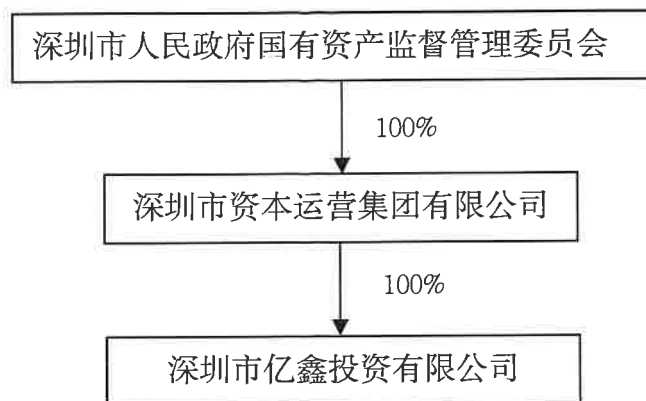 深圳市人民政府国有资产监督管理委员会
100%
深圳市资本运营集团有限公司
100%
深圳市亿鑫投资有限公司